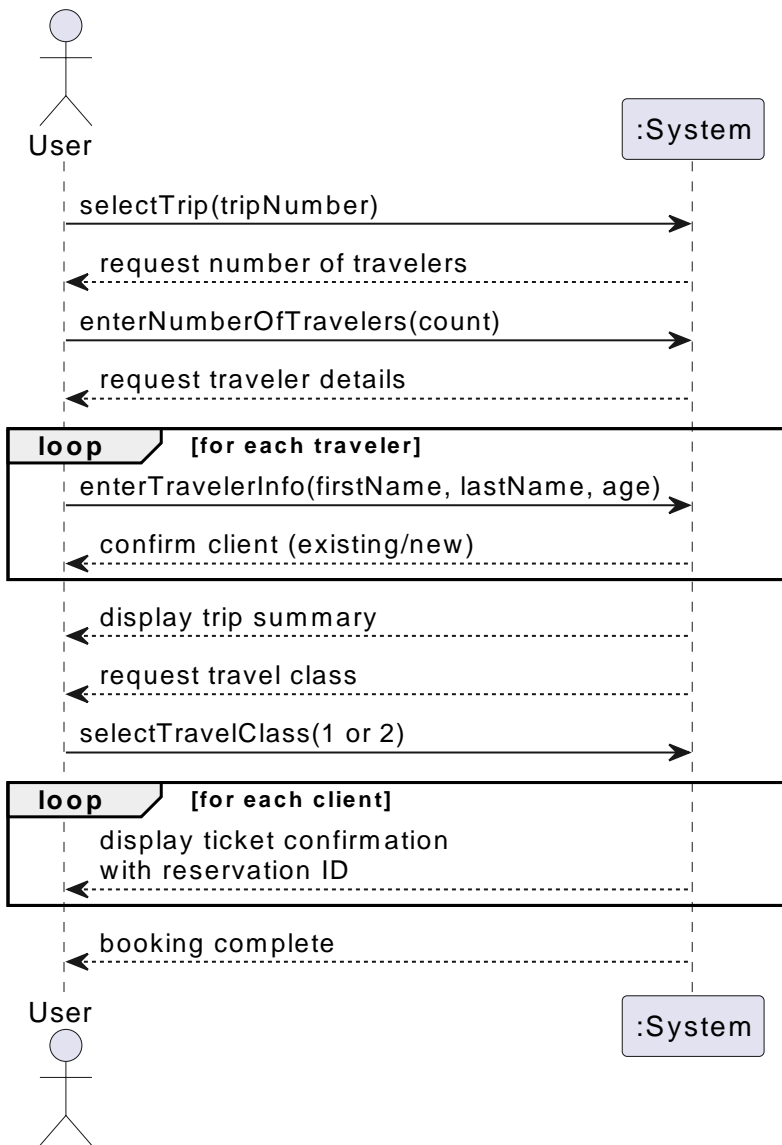 User
:System
selectTrip(tripNumber)
request number of travelers
enterNumberOfTravelers(count)
request traveler details
loop [for each traveler]
enterTravelerInfo(firstName, lastName, age)
confirm client (existing/new)
display trip summary
request travel class
selectTravelClass(1 or 2)
loop [for each client]
display ticket confirmation
with reservation ID
booking complete
User
:System